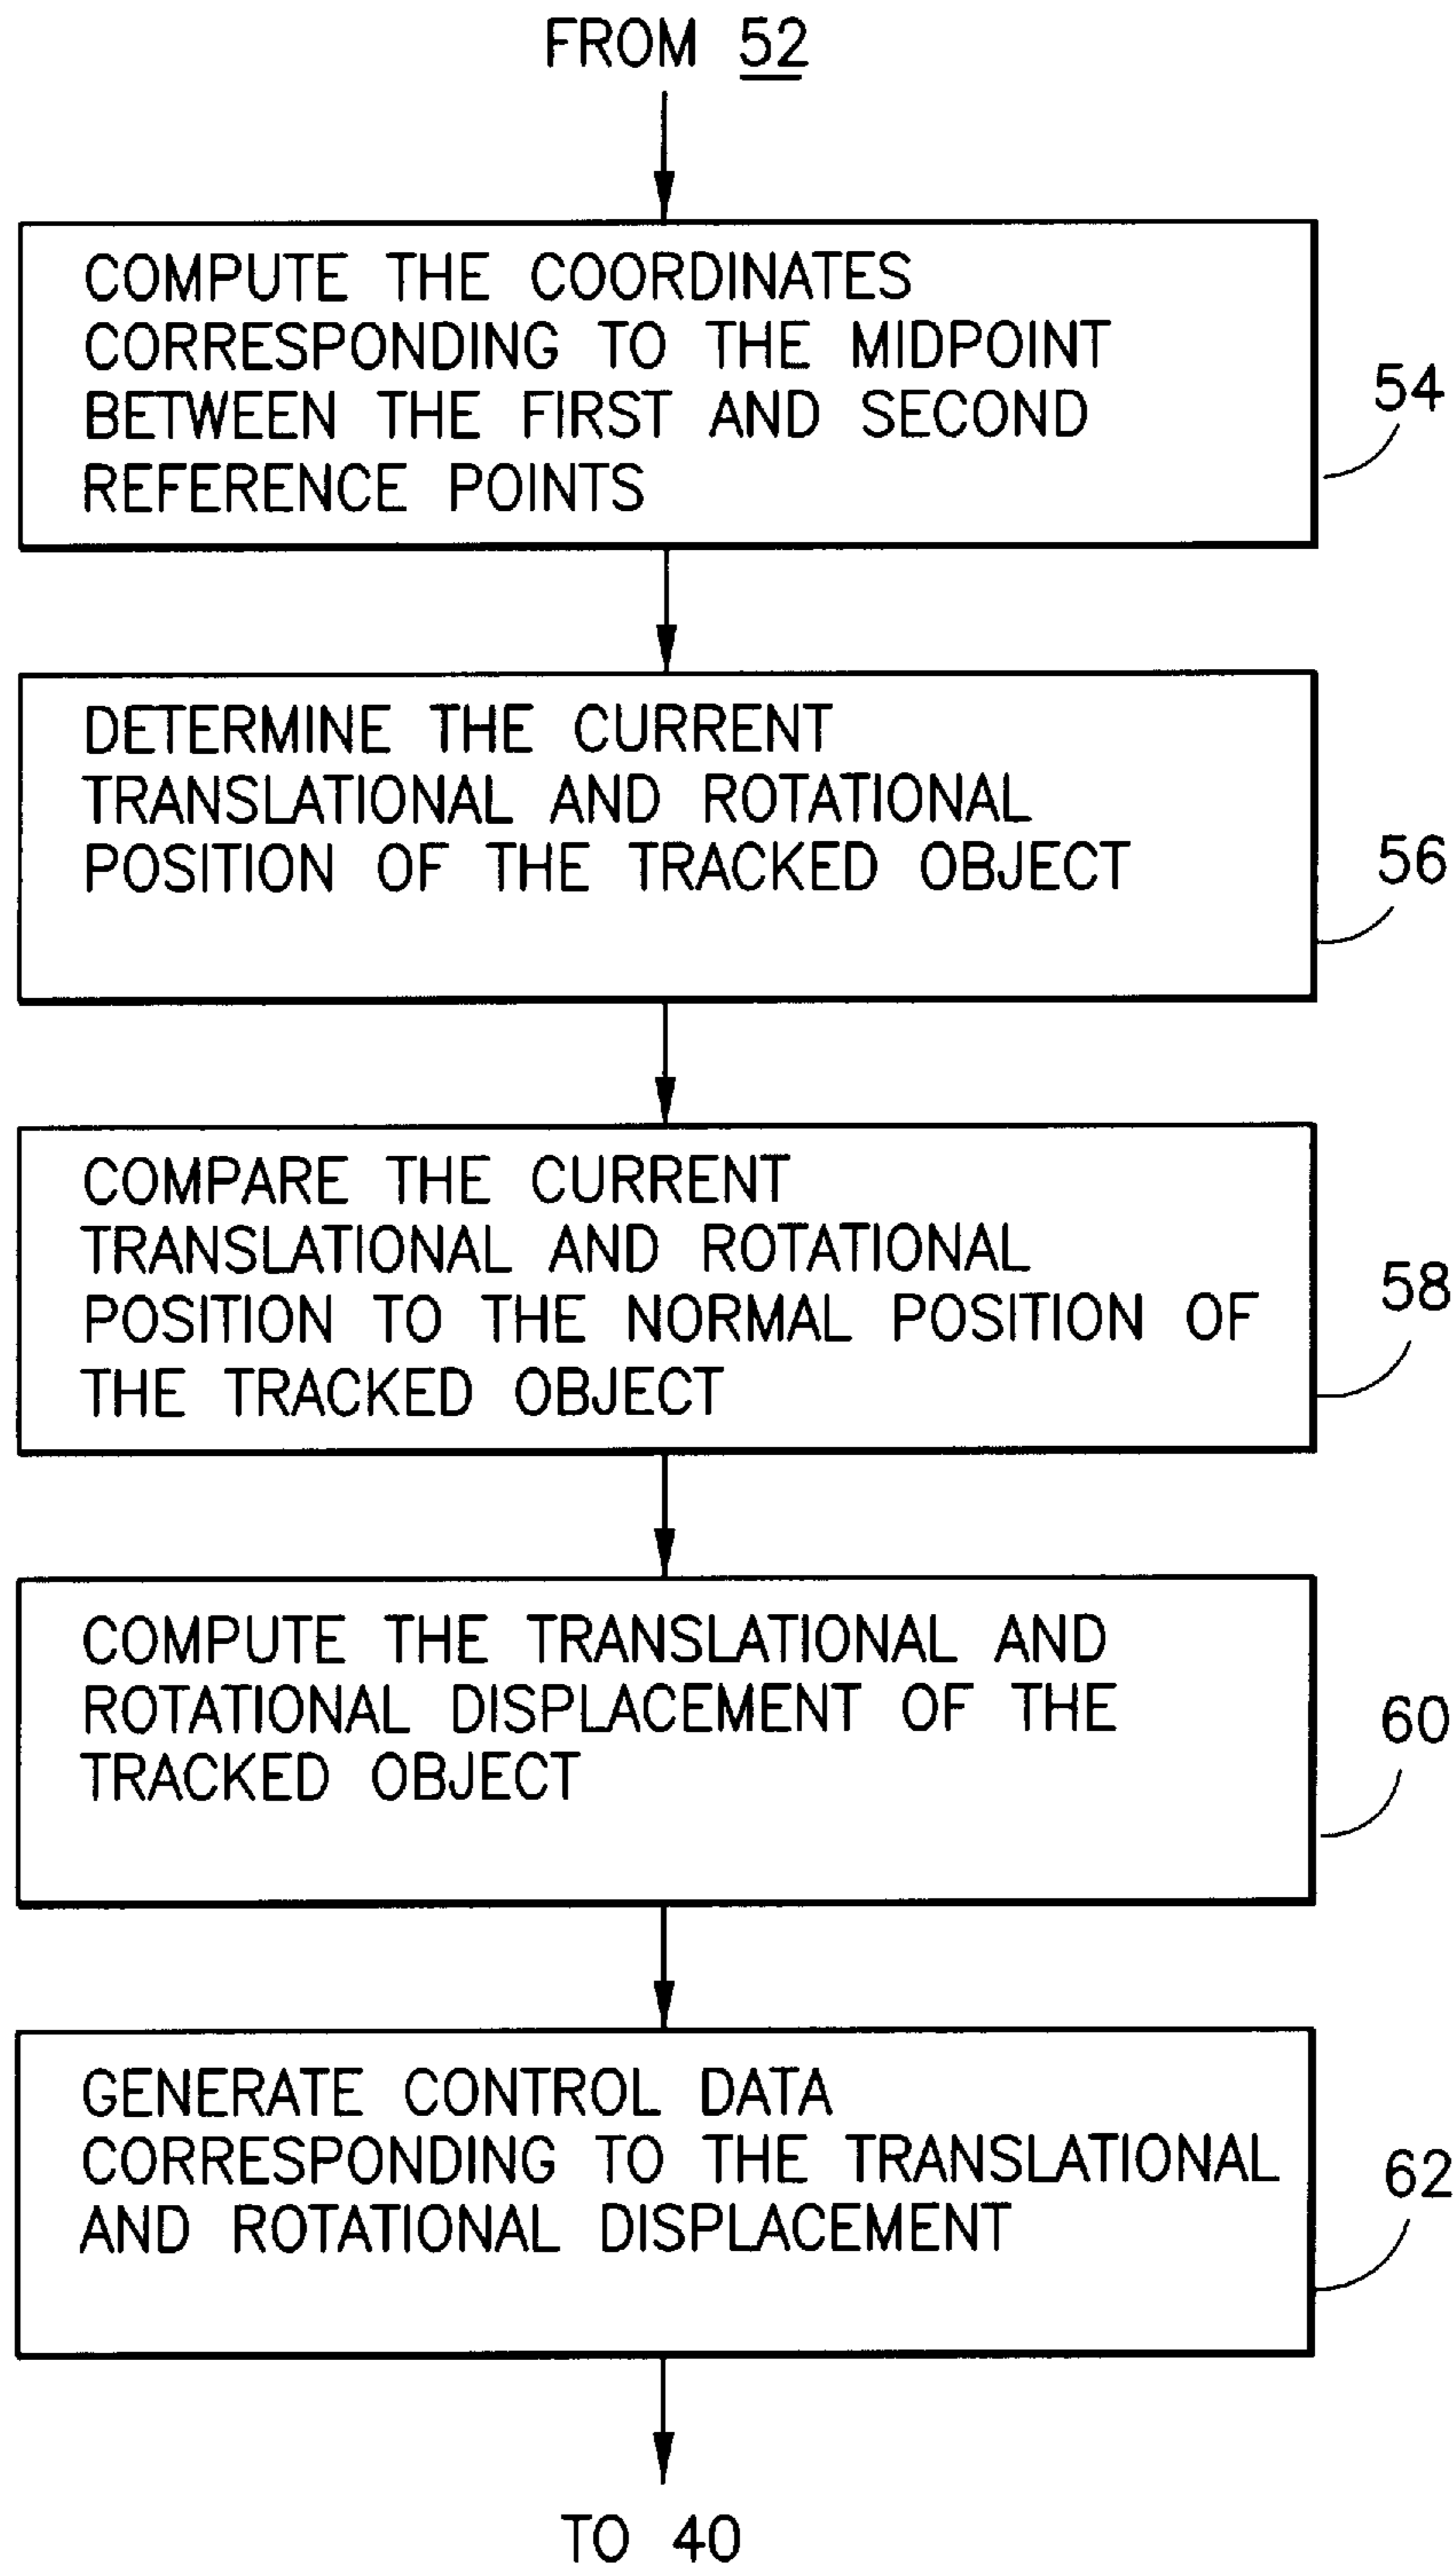 FROM 52
COMPUTE THE COORDINATES
CORRESPONDING TO THE MIDPOINT
BETWEEN THE FIRST AND SECOND
REFERENCE POINTS
54
DETERMINE THE CURRENT
TRANSLATIONAL AND ROTATIONAL
POSITION OF THE TRACKED OBJECT
56
COMPARE THE CURRENT
TRANSLATIONAL AND ROTATIONAL
POSITION TO THE NORMAL POSITION OF
THE TRACKED OBJECT
58
COMPUTE THE TRANSLATIONAL AND
ROTATIONAL DISPLACEMENT OF THE
TRACKED OBJECT
60
GENERATE CONTROL DATA
CORRESPONDING TO THE TRANSLATIONAL
AND ROTATIONAL DISPLACEMENT
62
TO 40